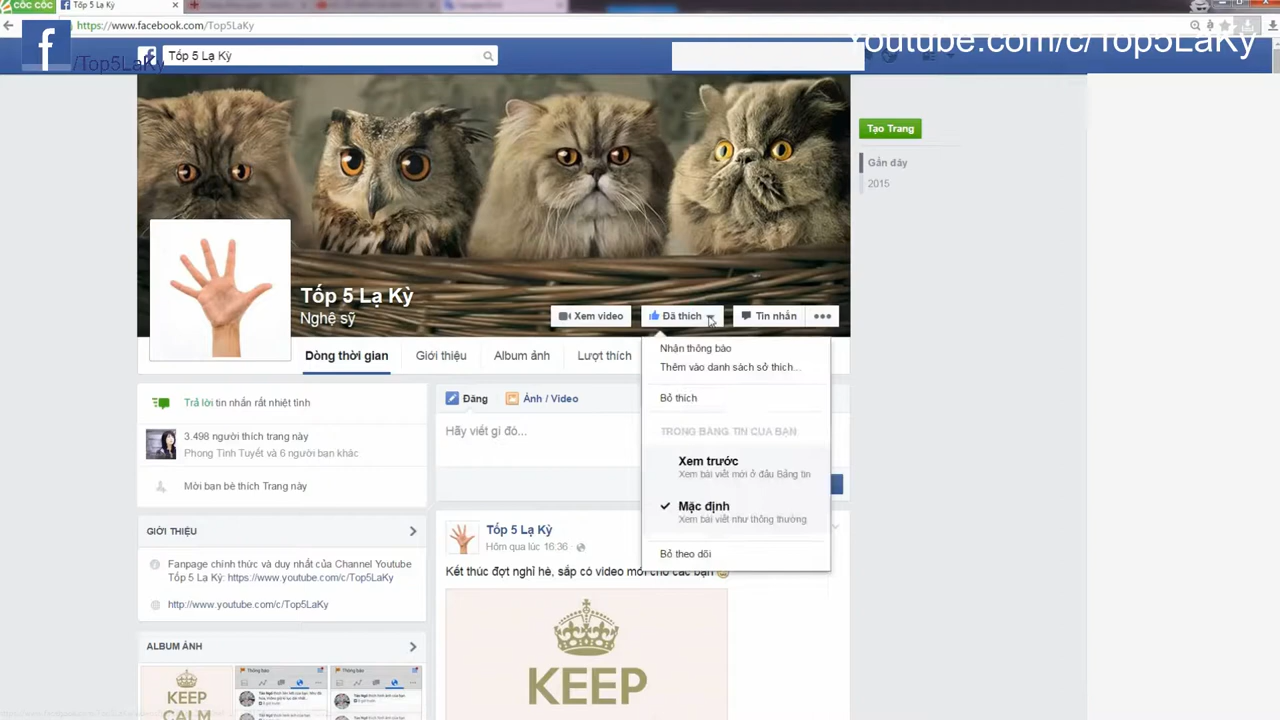 CỐC CỐC
Tốp 5 Lạ Kỳ
https://www.facebook.com/Top5LaKy
Youtube.com/c/Top5LaKy
/Top5LaKy
Tốp 5 Lạ Kỳ
Tạo Trang
Gần đây
2015
Tốp 5 Lạ Kỳ
Nghệ sỹ
Xem video
Đã thích
Tin nhắn
Dòng thời gian
Giới thiệu
Album ảnh
Lượt thích
Nhận thông báo
Thêm vào danh sách sở thích...
Bỏ thích
TRONG BẢNG TIN CỦA BẠN
Xem trước
Xem bài viết mới ở đầu Bảng tin
Mặc định
Xem bài viết như thông thường
Bỏ theo dõi
Trả lời tin nhắn rất nhiệt tình
3.498 người thích trang này
Phong Tinh Tuyết và 6 người bạn khác
Mời bạn bè thích Trang này
Đăng
Ảnh / Video
Hãy viết gì đó...
GIỚI THIỆU
Fanpage chính thức và duy nhất của Channel Youtube
Tốp 5 Lạ Kỳ: https://www.youtube.com/c/Top5LaKy
http://www.youtube.com/c/Top5LaKy
ALBUM ẢNH
KEEP
CALM
Tốp 5 Lạ Kỳ
Hôm qua lúc 16:36
Kết thúc đợt nghỉ hè, sắp có video mới cho các bạn
KEEP